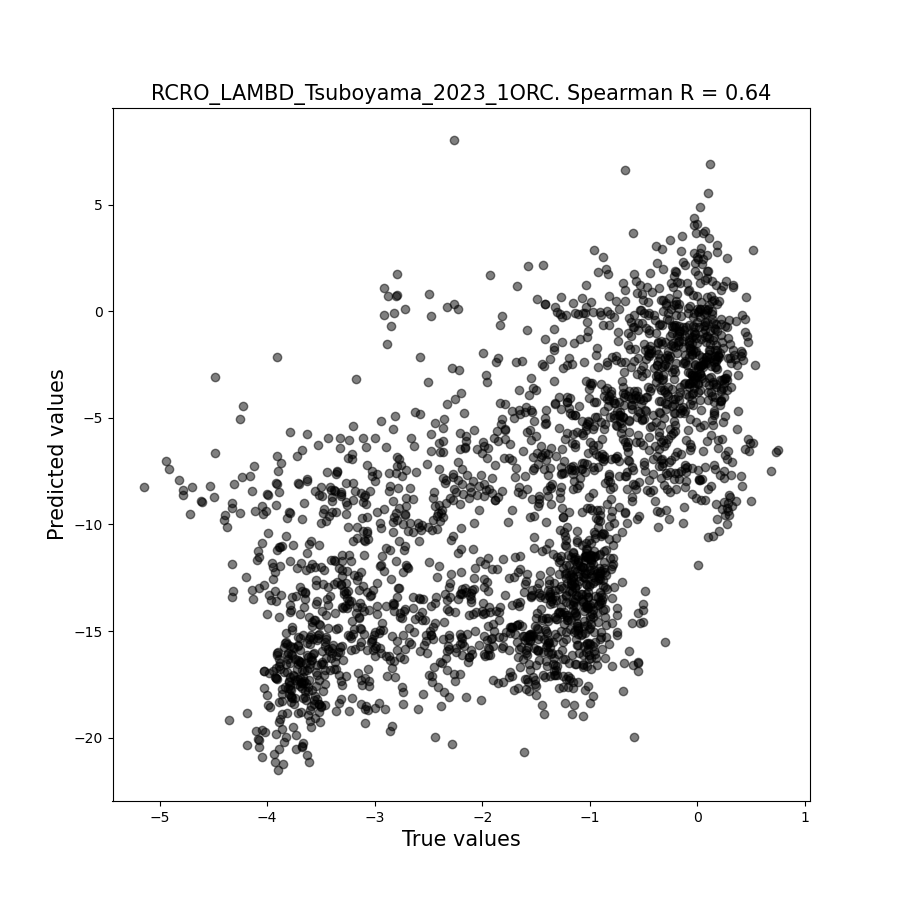 RCRO_LAMBD_Tsuboyama_2023_1ORC. Spearman R = 0.64
5
0
−5
−10
−15
−20
Predicted values
−5 −4 −3 −2 −1 0 1
True values